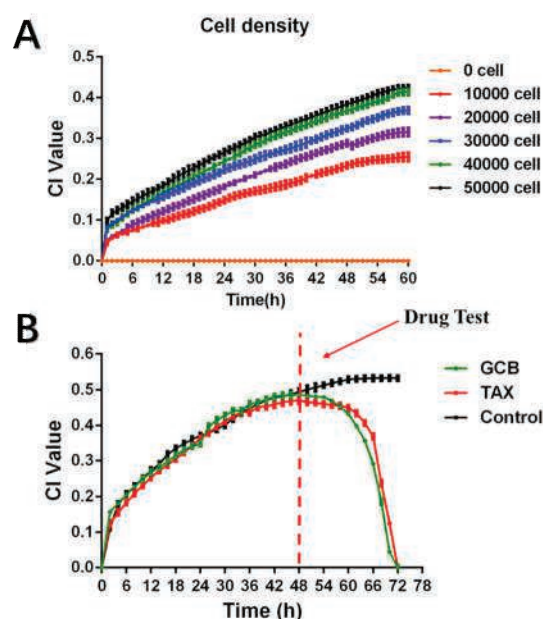 A
Cell density
CI Value
0.5
0.4
0.3
0.2
0.1
0.0
0 6 12 18 24 30 36 42 48 54 60
Time(h)
0 cell
10000 cell
20000 cell
30000 cell
40000 cell
50000 cell
B
Drug Test
CI Value
0.6
0.5
0.4
0.3
0.2
0.1
0.0
0 6 12 18 24 30 36 42 48 54 60 66 72 78
Time (h)
GCB
TAX
Control